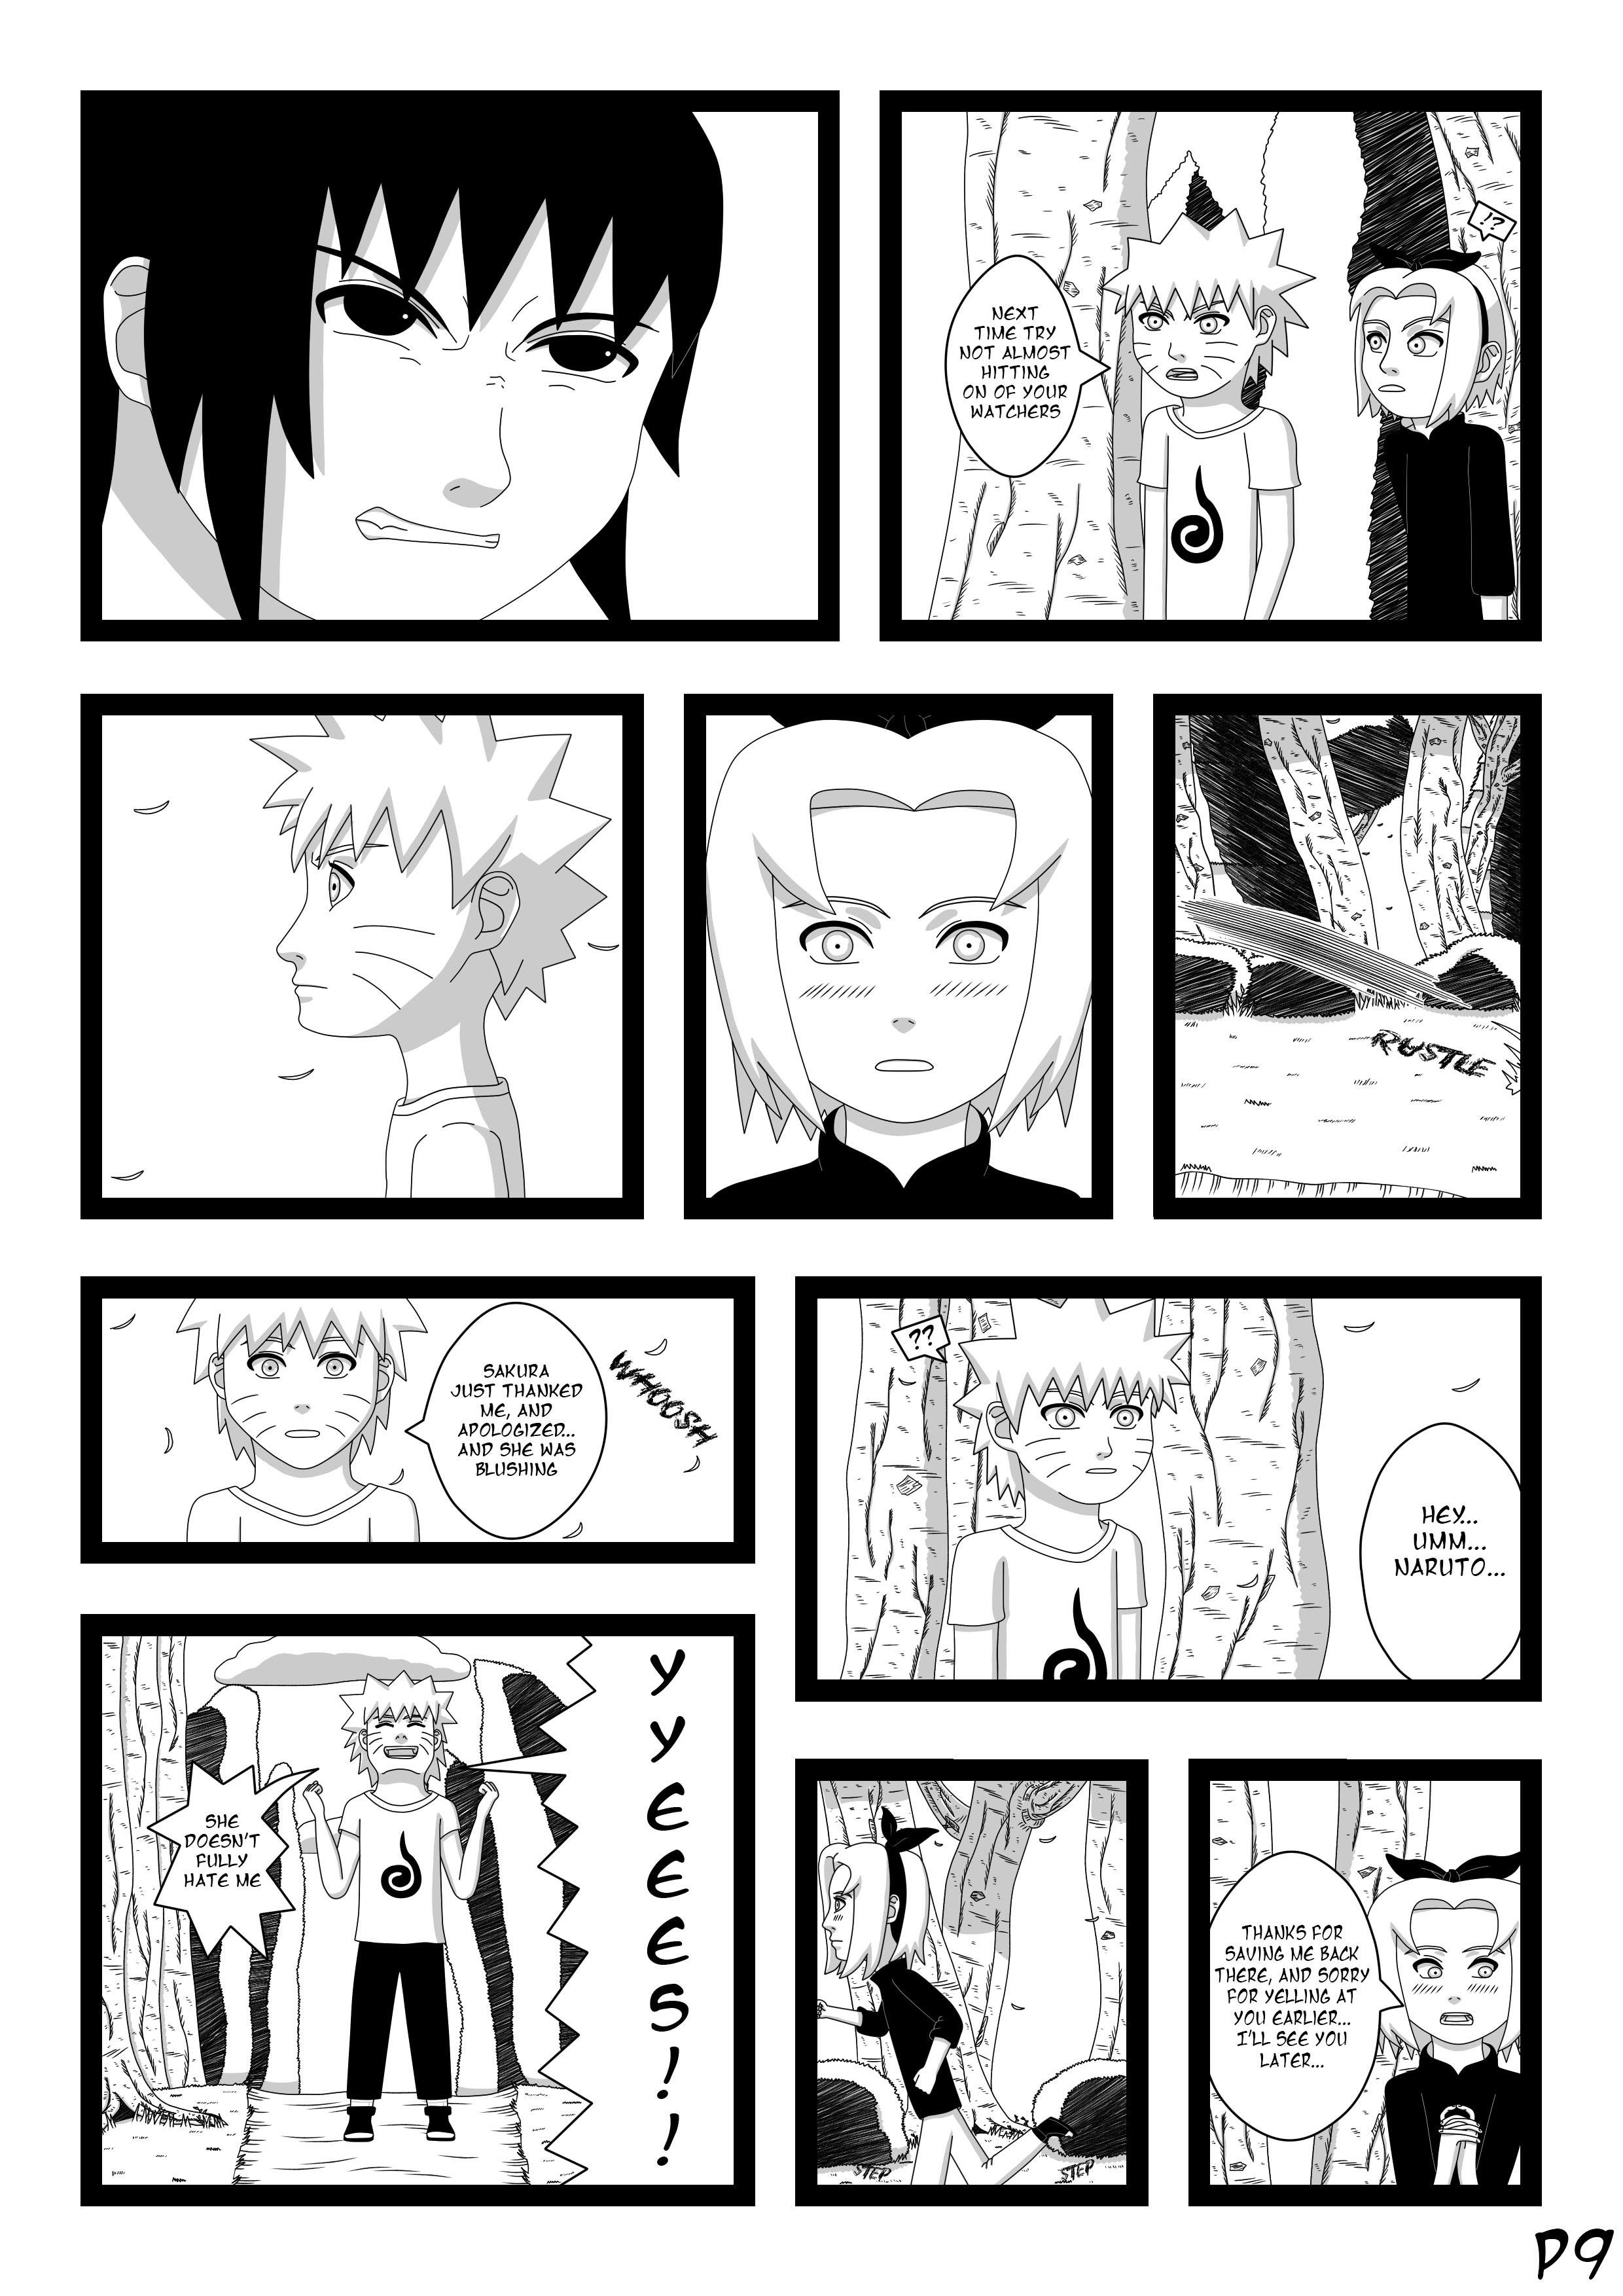 !?
NEXT
TIME TRY
NOT ALMOST
HITTING
ON OF YOUR
WATCHERS
RUSTLE
HEY...
UMM...
NARUTO...
??
THANKS FOR
SAVING ME BACK
THERE, AND SORRY
FOR YELLING AT
YOU EARLIER...
I'LL SEE YOU
LATER...
STEP
STEP
WHOOSH
SAKURA
JUST THANKED
ME, AND
APOLOGIZED...
AND SHE WAS
BLUSHING
YYEEES!!
SHE
DOESN'T
FULLY
HATE ME
P9